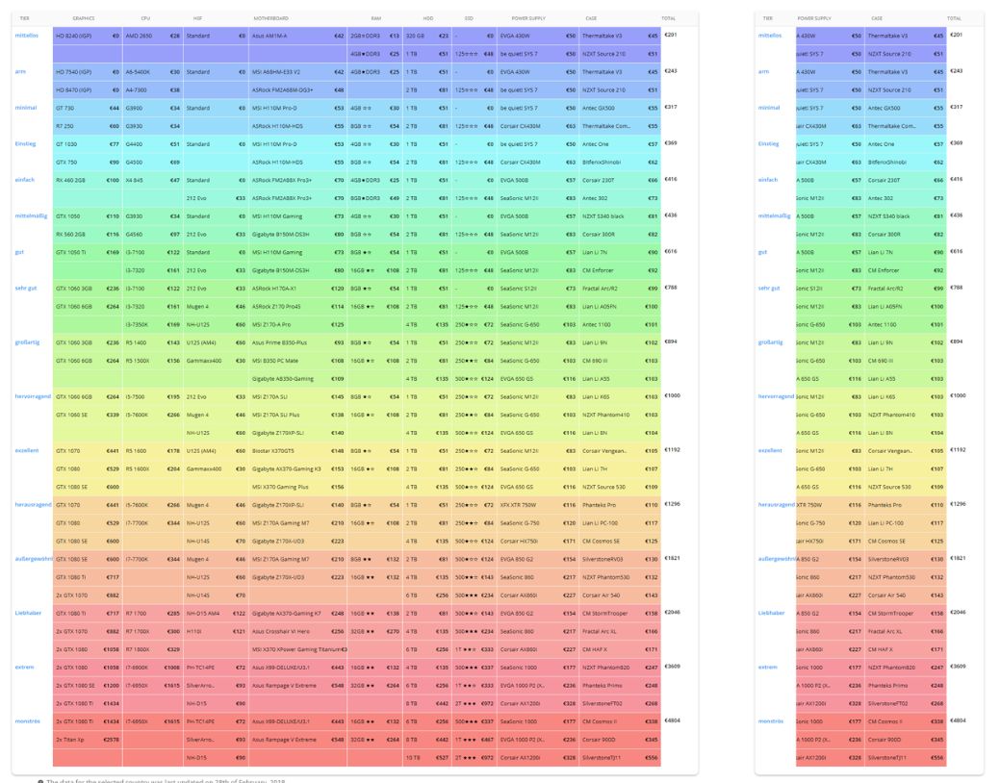 TIER GRAPHICS CPU HSF MOTHERBOARD RAM HDD SSD POWER SUPPLY CASE TOTAL
mittellos HD 8240 (IGP) €0 AMD 2650 €28 Standard €0 Asus AM1M-A €42 2GB☆DDR3 €13 320 GB €23 - €0 EVGA 430W €50 Thermaltake V3 €45 €201
4GB★DDR3 €25 1 TB €51 125☆☆☆ €48 be quiet! SYS 7 €50 NZXT Source 210 €51
arm HD 7540 (IGP) €0 A6-5400K €30 Standard €0 MSI A68HM-E33 V2 €42 4GB★DDR3 €25 1 TB €51 - €0 EVGA 430W €50 Thermaltake V3 €45 €243
HD 8470 (IGP) €0 A4-7300 €38 ASRock FM2A68M-DG3+ €48 2 TB €81 125☆☆☆ €48 be quiet! SYS 7 €50 NZXT Source 210 €51
minimal GT 730 €44 G3900 €34 Standard €0 MSI H110M Pro-D €53 4GB ☆☆ €30 1 TB €51 - €0 be quiet! SYS 7 €50 Antec GX500 €55 €317
R7 250 €60 G3930 €34 ASRock H110M-HDS €55 8GB ☆☆ €54 2 TB €81 125☆☆☆ €48 Corsair CX430M €63 Thermaltake Com.. €55
Einstieg GT 1030 €77 G4400 €51 Standard €0 MSI H110M Pro-D €53 4GB ☆☆ €30 1 TB €51 - €0 be quiet! SYS 7 €50 Antec One €57 €369
GTX 750 €90 G4500 €69 ASRock H110M-HDS €55 8GB ☆☆ €54 2 TB €81 125☆☆☆ €48 Corsair CX430M €63 BitfenixShinobi €62
einfach RX 460 2GB €100 X4 845 €47 Standard €0 ASRock FM2A88X Pro3+ €70 4GB★DDR3 €25 1 TB €51 - €0 EVGA 500B €57 Corsair 230T €66 €416
212 Evo €33 ASRock FM2A88X Pro3+ €70 8GB★DDR3 €49 2 TB €81 125☆☆☆ €48 SeaSonic M12II €83 Antec 302 €73
mittelmäßig GTX 1050 €110 G3930 €34 Standard €0 MSI H110M Gaming €73 4GB ☆☆ €30 1 TB €51 - €0 EVGA 500B €57 NZXT S340 black €81 €436
RX 560 2GB €116 G4560 €97 212 Evo €33 Gigabyte B150M-DS3H €80 8GB ☆☆ €54 2 TB €81 125☆☆☆ €48 SeaSonic M12II €83 Corsair 300R €82
gut GTX 1050 Ti €169 i3-7100 €122 Standard €0 MSI H110M Gaming €73 8GB ★☆ €54 1 TB €51 - €0 EVGA 500B €57 Lian Li 7N €90 €616
i3-7320 €161 212 Evo €33 Gigabyte B150M-DS3H €80 16GB ★☆ €108 2 TB €81 125☆☆☆ €48 SeaSonic M12II €83 CM Enforcer €92
sehr gut GTX 1060 3GB €236 i3-7100 €122 212 Evo €33 ASRock H170A-X1 €120 8GB ★☆ €54 1 TB €51 - €0 SeaSonic S12II €73 Fractal Arc/R2 €99 €788
GTX 1060 6GB €264 i3-7320 €161 Mugen 4 €46 ASRock Z170 Pro4S €114 16GB ★☆ €108 2 TB €81 125★☆☆ €48 SeaSonic M12II €83 Lian Li A05FN €100
i3-7350K €169 NH-U12S €60 MSI Z170-A Pro €125 4 TB €135 250★☆☆ €72 SeaSonic G-650 €103 Antec 1100 €101
großartig GTX 1060 3GB €236 R5 1400 €143 U12S (AM4) €60 Asus Prime B350-Plus €93 8GB ★☆ €54 1 TB €51 250★☆☆ €72 SeaSonic M12II €83 Lian Li 9N €102 €894
GTX 1060 6GB €264 R5 1500X €156 Gammaxx400 €30 MSI B350 PC Mate €108 16GB ★☆ €108 2 TB €81 250★★☆ €84 SeaSonic G-650 €103 CM 690 III €103
Gigabyte AB350-Gaming €109 4 TB €135 500★☆☆ €124 EVGA 650 GS €116 Lian Li A55 €103
hervorragend GTX 1060 6GB €264 i5-7500 €195 212 Evo €33 MSI Z170A SLI €145 8GB ★☆ €54 1 TB €51 250★☆☆ €72 SeaSonic M12II €83 Lian Li K6S €103 €1000
GTX 1060 SE €339 i5-7600K €266 Mugen 4 €46 MSI Z170A SLI Plus €138 16GB ★☆ €108 2 TB €81 250★★☆ €84 SeaSonic G-650 €103 NZXT Phantom410 €103
NH-U12S €60 Gigabyte Z170XP-SLI €140 4 TB €135 500★☆☆ €124 EVGA 650 GS €116 Lian Li 8N €104
exzellent GTX 1070 €441 R5 1600 €178 U12S (AM4) €60 Biostar X370GT5 €148 8GB ★☆ €54 1 TB €51 250★☆☆ €72 SeaSonic M12II €83 Corsair Vengean.. €105 €1192
GTX 1080 €529 R5 1600X €204 Gammaxx400 €30 Gigabyte AX370-Gaming K3 €153 16GB ★☆ €108 2 TB €81 250★★☆ €84 SeaSonic G-650 €103 Lian Li 7H €107
GTX 1080 SE €600 MSI X370 Gaming Plus €156 4 TB €135 500★☆☆ €124 EVGA 650 GS €116 NZXT Source 530 €109
herausragend GTX 1070 €441 i5-7600K €266 Mugen 4 €46 Gigabyte Z170XP-SLI €140 8GB ★☆ €54 1 TB €51 250★☆☆ €72 XFX XTR 750W €116 Phanteks Pro €110 €1296
GTX 1080 €529 i7-7700K €344 NH-U12S €60 MSI Z170A Gaming M7 €210 16GB ★☆ €108 2 TB €81 250★★☆ €84 SeaSonic G-750 €120 Lian Li PC-100 €117
GTX 1080 SE €600 NH-U14S €70 Gigabyte Z170X-UD3 €223 4 TB €135 500★☆☆ €124 Corsair HX750i €171 CM Cosmos SE €125
außergewöhnl GTX 1080 SE €600 i7-7700K €344 Mugen 4 €46 MSI Z170A Gaming M7 €210 8GB ★★ €132 2 TB €81 500★☆☆ €124 EVGA 850 G2 €154 SilverstoneRV03 €130 €1821
GTX 1080 Ti €717 NH-U12S €60 Gigabyte Z170X-UD3 €223 16GB ★★ €132 4 TB €135 500★★☆ €143 SeaSonic 860 €217 NZXT Phantom530 €132
2x GTX 1070 €882 NH-U14S €70 6 TB €256 500★★★ €234 Corsair AX860i €227 Corsair Air 540 €143
Liebhaber GTX 1080 Ti €717 R7 1700 €285 NH-D15 AM4 €122 Gigabyte AX370-Gaming K7 €248 16GB ★★ €138 2 TB €81 500★★☆ €143 EVGA 850 G2 €154 CM StormTrooper €158 €2046
2x GTX 1070 €882 R7 1700X €300 H110i €121 Asus Crosshair VI Hero €256 32GB ★★ €270 4 TB €135 500★★★ €234 SeaSonic 860 €217 Fractal Arc XL €166
2x GTX 1080 €1058 R7 1800X €329 MSI X370 XPower Gaming Titanium€3 6 TB €256 1T ★★☆ €333 Corsair AX860i €227 CM HAF X €171
extrem 2x GTX 1080 €1058 i7-6900K €1008 PH-TC14PE €72 Asus X99-DELUXE/U3.1 €443 16GB ★★ €138 4 TB €135 500★★★ €337 SeaSonic 1000 €177 NZXT Phantom820 €247 €3609
2x GTX 1080 SE €1200 i7-6950X €1615 SilverArro.. €93 Asus Rampage V Extreme €548 32GB ★★ €264 6 TB €256 1T ★★☆ €333 EVGA 1000 P2 (X.. €236 Phanteks Primo €248
2x GTX 1080 Ti €1434 NH-D15 €90 8 TB €442 2T ★★★ €972 Corsair AX1200i €328 SilverstoneFT02 €268
monströs 2x GTX 1080 Ti €1434 i7-6950X €1615 PH-TC14PE €72 Asus X99-DELUXE/U3.1 €443 16GB ★★ €132 6 TB €256 500★★★ €337 SeaSonic 1000 €177 CM Cosmos II €338 €4804
2x Titan Xp €2578 SilverArro.. €93 Asus Rampage V Extreme €548 32GB ★★ €264 8 TB €442 1T ★★★ €467 EVGA 1000 P2 (X.. €236 Corsair 900D €345
NH-D15 €90 10 TB €527 2T ★★★ €972 Corsair AX1200i €328 SilverstoneTJ11 €556
The data for the selected country was last updated on 28th of February, 2018
TIER POWER SUPPLY CASE TOTAL
mittellos A 430W €50 Thermaltake V3 €45 €201
uiet! SYS 7 €50 NZXT Source 210 €51
arm A 430W €50 Thermaltake V3 €45 €243
uiet! SYS 7 €50 NZXT Source 210 €51
minimal uiet! SYS 7 €50 Antec GX500 €55 €317
air CX430M €63 Thermaltake Com.. €55
Einstieg uiet! SYS 7 €50 Antec One €57 €369
air CX430M €63 BitfenixShinobi €62
einfach A 500B €57 Corsair 230T €66 €416
Sonic M12II €83 Antec 302 €73
mittelmäßig A 500B €57 NZXT S340 black €81 €436
Sonic M12II €83 Corsair 300R €82
gut A 500B €57 Lian Li 7N €90 €616
Sonic M12II €83 CM Enforcer €92
sehr gut Sonic S12II €73 Fractal Arc/R2 €99 €788
Sonic M12II €83 Lian Li A05FN €100
Sonic G-650 €103 Antec 1100 €101
großartig Sonic M12II €83 Lian Li 9N €102 €894
Sonic G-650 €103 CM 690 III €103
A 650 GS €116 Lian Li A55 €103
hervorragend Sonic M12II €83 Lian Li K6S €103 €1000
Sonic G-650 €103 NZXT Phantom410 €103
A 650 GS €116 Lian Li 8N €104
exzellent Sonic M12II €83 Corsair Vengean.. €105 €1192
Sonic G-650 €103 Lian Li 7H €107
A 650 GS €116 NZXT Source 530 €109
herausragend XTR 750W €116 Phanteks Pro €110 €1296
Sonic G-750 €120 Lian Li PC-100 €117
air HX750i €171 CM Cosmos SE €125
außergewöhnl A 850 G2 €154 SilverstoneRV03 €130 €1821
Sonic 860 €217 NZXT Phantom530 €132
air AX860i €227 Corsair Air 540 €143
Liebhaber A 850 G2 €154 CM StormTrooper €158 €2046
Sonic 860 €217 Fractal Arc XL €166
air AX860i €227 CM HAF X €171
extrem Sonic 1000 €177 NZXT Phantom820 €247 €3609
A 1000 P2 (X.. €236 Phanteks Primo €248
air AX1200i €328 SilverstoneFT02 €268
monströs Sonic 1000 €177 CM Cosmos II €338 €4804
A 1000 P2 (X.. €236 Corsair 900D €345
air AX1200i €328 SilverstoneTJ11 €556